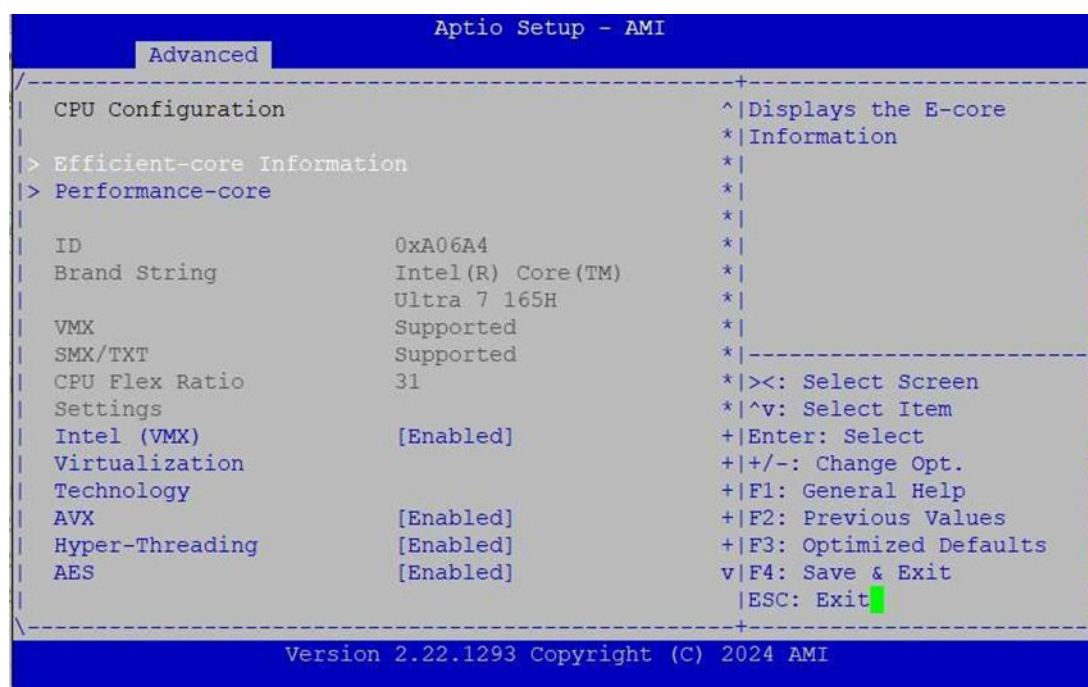 Aptio Setup - AMI
Advanced
CPU Configuration
> Efficient-core Information
> Performance-core
ID 0xA06A4
Brand String Intel(R) Core(TM)
Ultra 7 165H
VMX Supported
SMX/TXT Supported
CPU Flex Ratio 31
Settings
Intel (VMX) [Enabled]
Virtualization
Technology
AVX [Enabled]
Hyper-Threading [Enabled]
AES [Enabled]
Displays the E-core
Information
><: Select Screen
^v: Select Item
Enter: Select
+/-: Change Opt.
F1: General Help
F2: Previous Values
F3: Optimized Defaults
F4: Save & Exit
ESC: Exit
Version 2.22.1293 Copyright (C) 2024 AMI